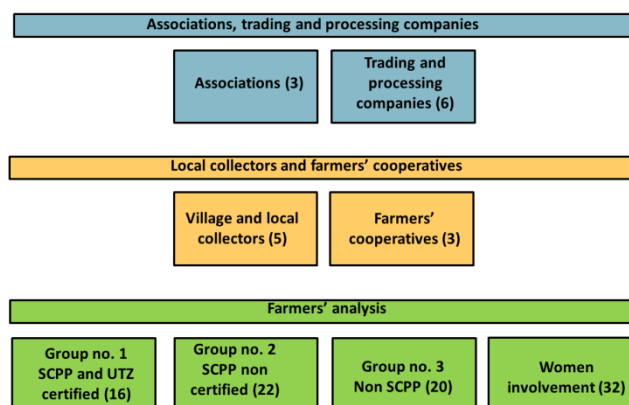 Associations, trading and processing companies
Associations (3)
Trading and
processing
companies (6)
Local collectors and farmers' cooperatives
Village and local
collectors (5)
Farmers'
cooperatives (3)
Farmers' analysis
Group no. 1
SCPP and UTZ
certified (16)
Group no. 2
SCPP non
certified (22)
Group no. 3
Non SCPP (20)
Women
involvement (32)